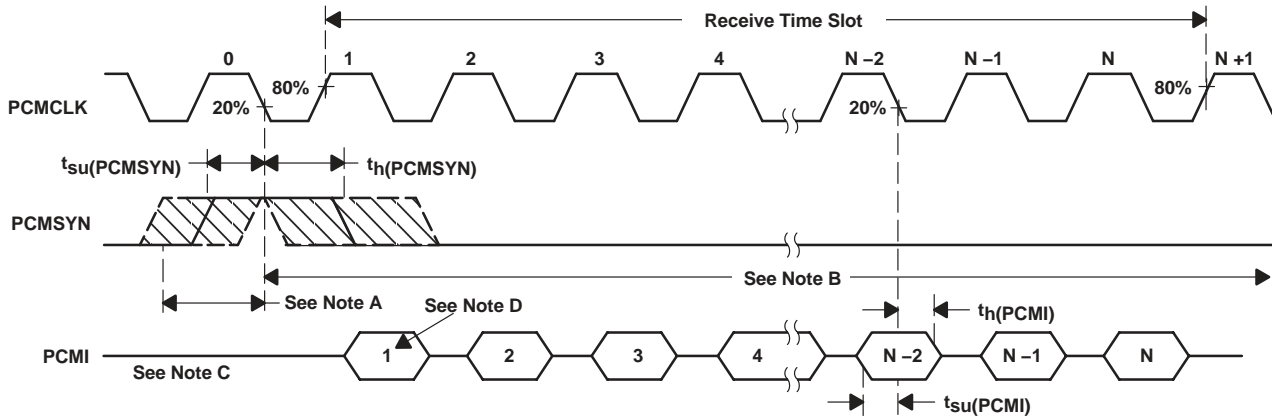 Receive Time Slot
0 1 2 3 4 N –2 N –1 N N +1
80% 80%
PCMCLK 20% 20%
tsu(PCMSYN) th(PCMSYN)
PCMSYN
See Note B
See Note A
See Note D th(PCMI)
PCMI 1 2 3 4 N –2 N –1 N
See Note C
tsu(PCMI)